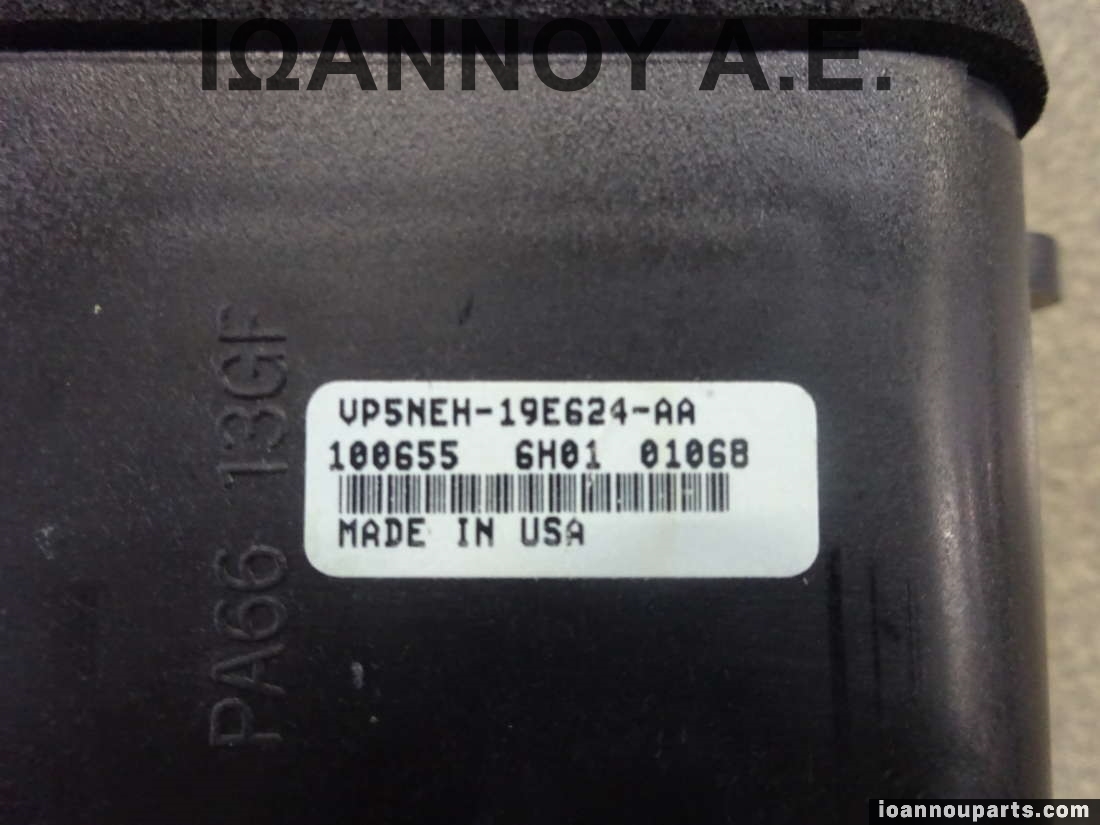 ΙΩΑΝΝΟΥ Α.Ε.
PA66 13GF
VP5NEH-19E624-AA
100655 6H01 01068
MADE IN USA
ioannouparts.com